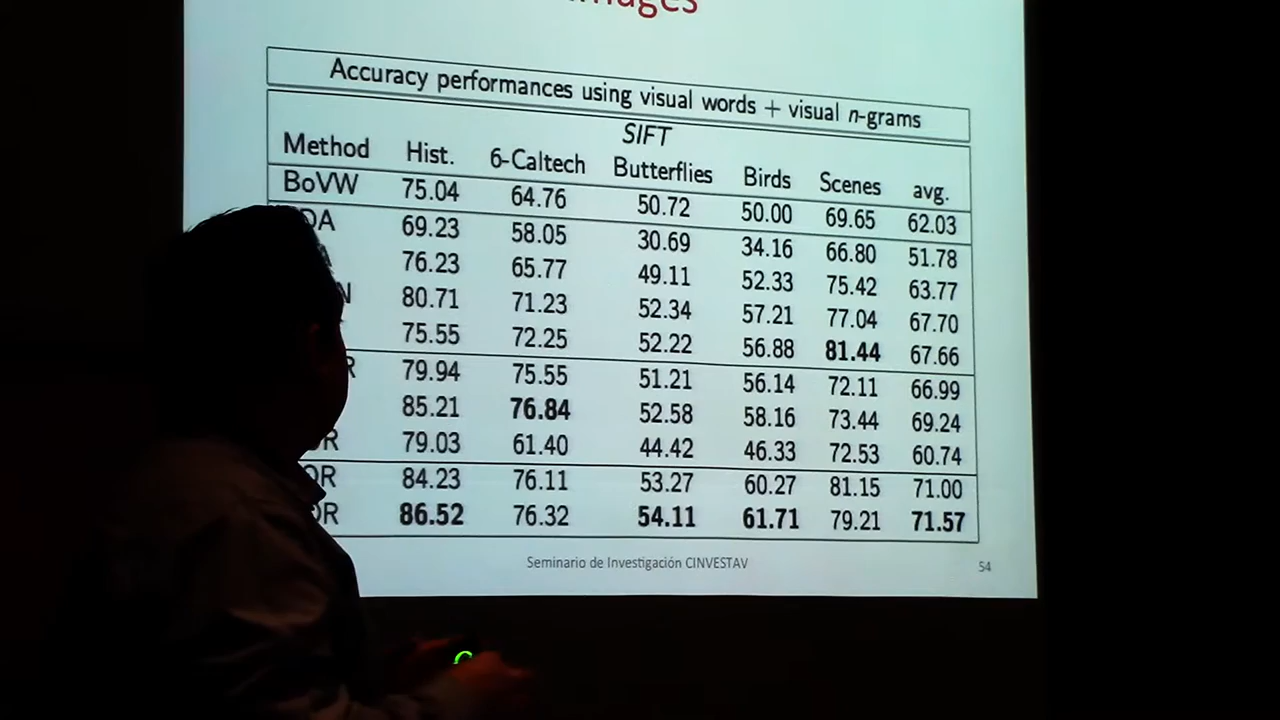 Accuracy performances using visual words + visual n-grams
SIFT
Method Hist. 6-Caltech Butterflies Birds Scenes avg.
BoVW 75.04 64.76 50.72 50.00 69.65 62.03
69.23 58.05 30.69 34.16 66.80 51.78
76.23 65.77 49.11 52.33 75.42 63.77
80.71 71.23 52.34 57.21 77.04 67.70
75.55 72.25 52.22 56.88 81.44 67.66
79.94 75.55 51.21 56.14 72.11 66.99
85.21 76.84 52.58 58.16 73.44 69.24
79.03 61.40 44.42 46.33 72.53 60.74
84.23 76.11 53.27 60.27 81.15 71.00
86.52 76.32 54.11 61.71 79.21 71.57
Seminario de Investigación CINVESTAV 54